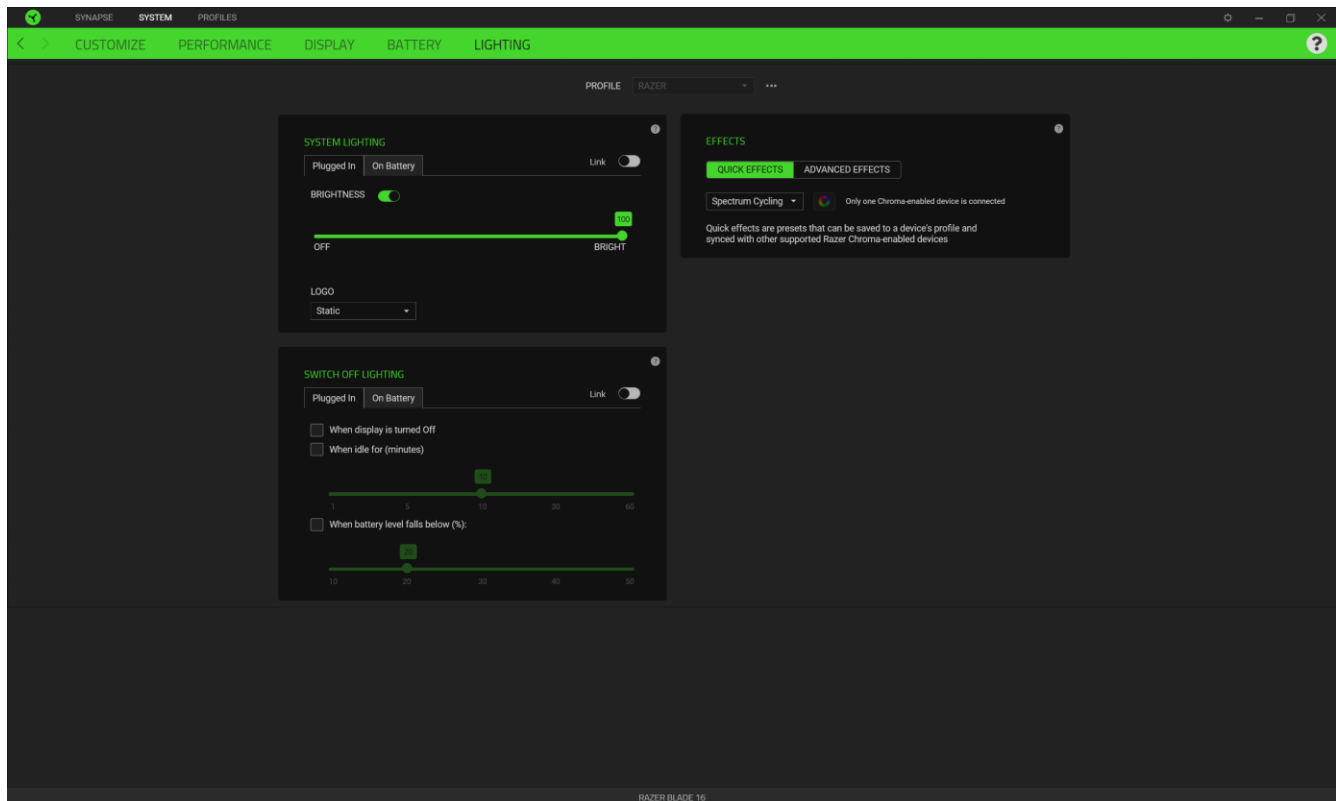 SYNAPSE SYSTEM PROFILES
CUSTOMIZE PERFORMANCE DISPLAY BATTERY LIGHTING ?
PROFILE RAZER
SYSTEM LIGHTING ?
Plugged In On Battery Link
BRIGHTNESS
100
OFF BRIGHT
LOGO
Static
EFFECTS ?
QUICK EFFECTS ADVANCED EFFECTS
Spectrum Cycling Only one Chroma-enabled device is connected
Quick effects are presets that can be saved to a device's profile and
synced with other supported Razer Chroma-enabled devices
SWITCH OFF LIGHTING ?
Plugged In On Battery Link
When display is turned Off
When idle for (minutes)
10
1 5 10 30 60
When battery level falls below (%):
20
10 20 30 40 50
RAZER BLADE 16